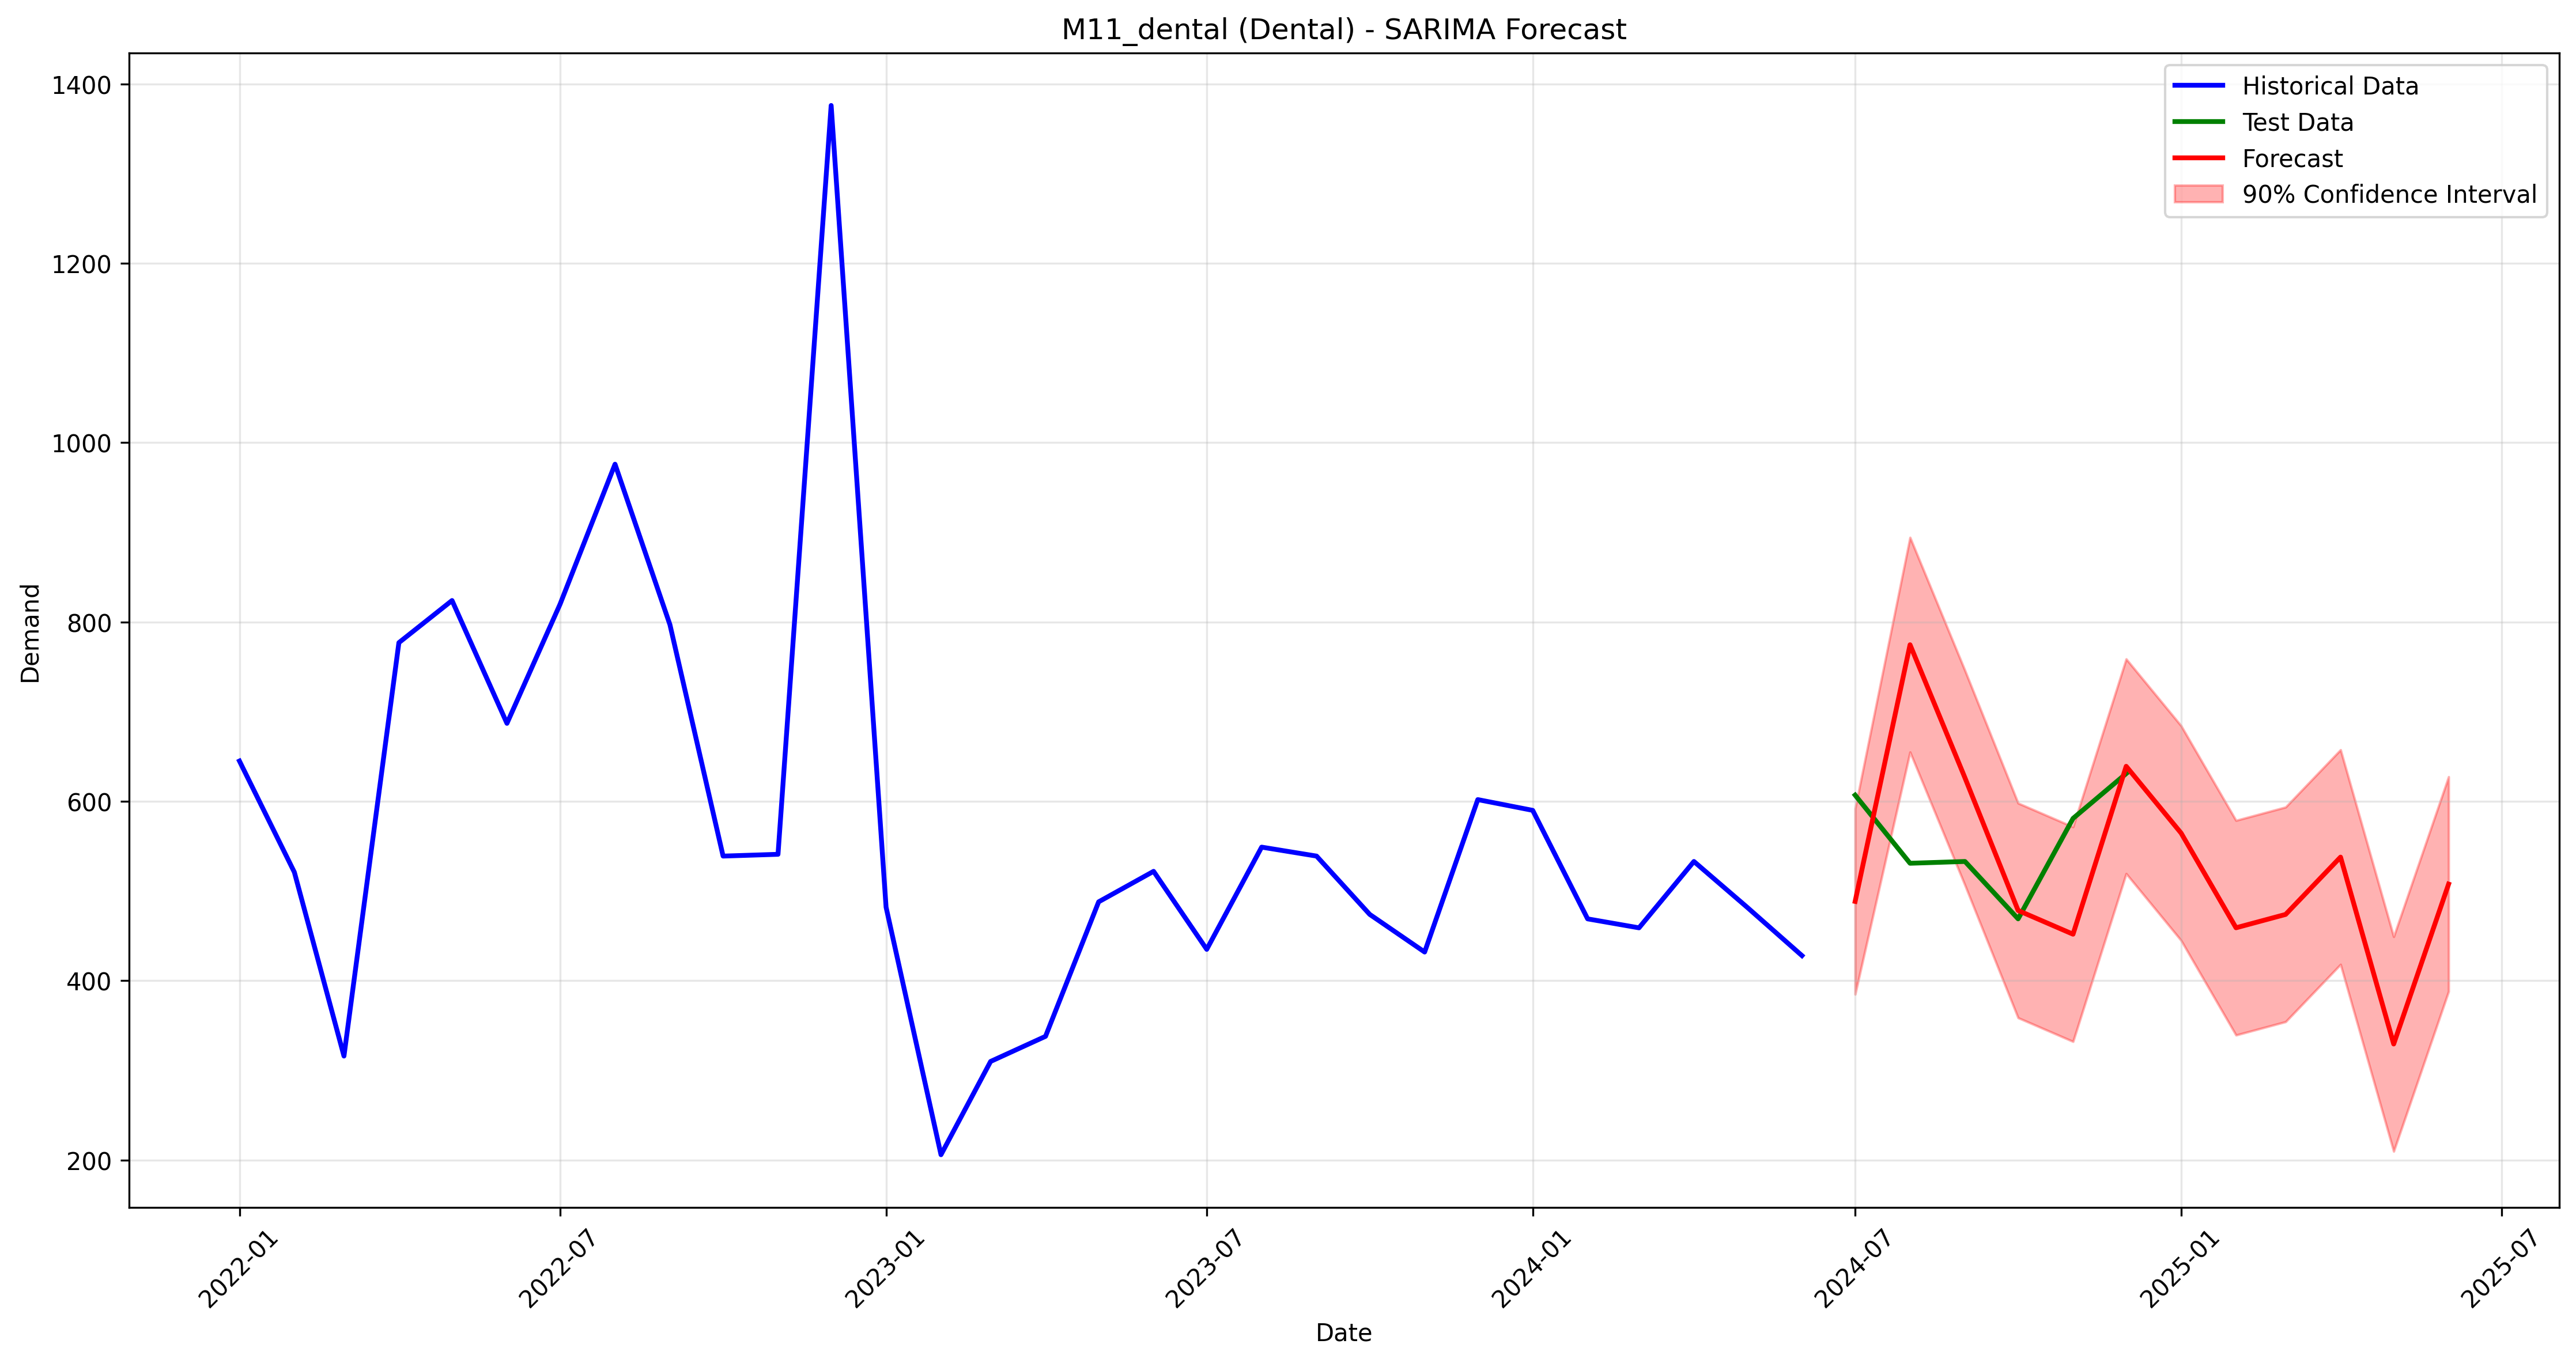 M11_dental (Dental) - SARIMA Forecast
Historical Data
Test Data
Forecast
90% Confidence Interval
Demand
1400
1200
1000
800
600
400
200
2022-01
2022-07
2023-01
2023-07
2024-01
2024-07
2025-01
2025-07
Date